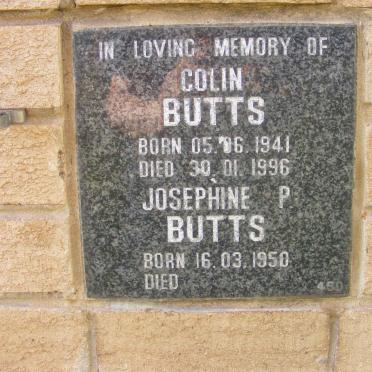 IN LOVING MEMORY OF
COLIN
BUTTS
BORN 05.06.1941
DIED 30.01.1996
JOSEPHINE P
BUTTS
BORN 16.03.1950
DIED
450